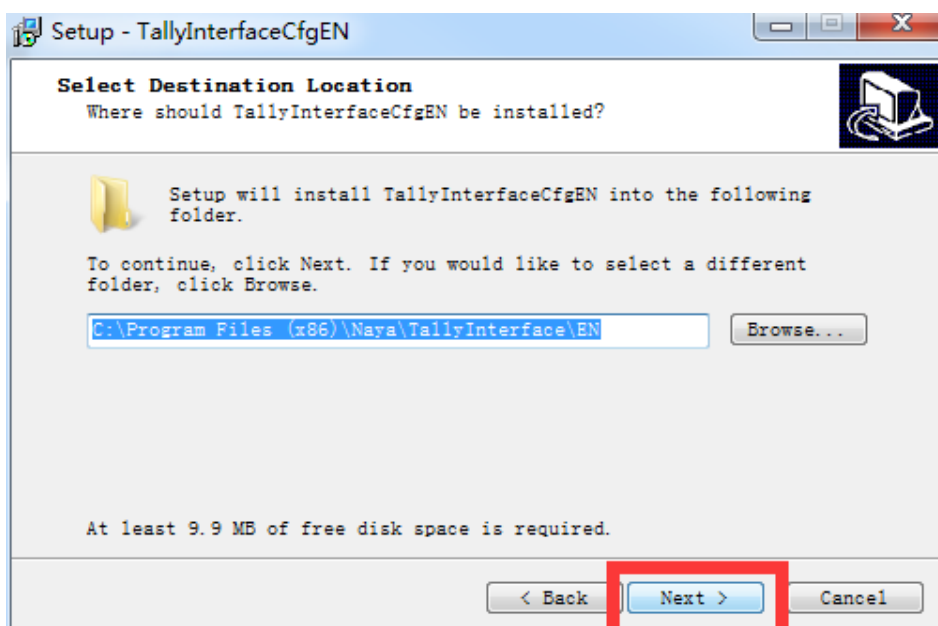 Setup - TallyInterfaceCfgEN
Select Destination Location
Where should TallyInterfaceCfgEN be installed?
Setup will install TallyInterfaceCfgEN into the following
folder.
To continue, click Next. If you would like to select a different
folder, click Browse.
C:\Program Files (x86)\Naya\TallyInterface\EN
Browse...
At least 9.9 MB of free disk space is required.
< Back
Next >
Cancel